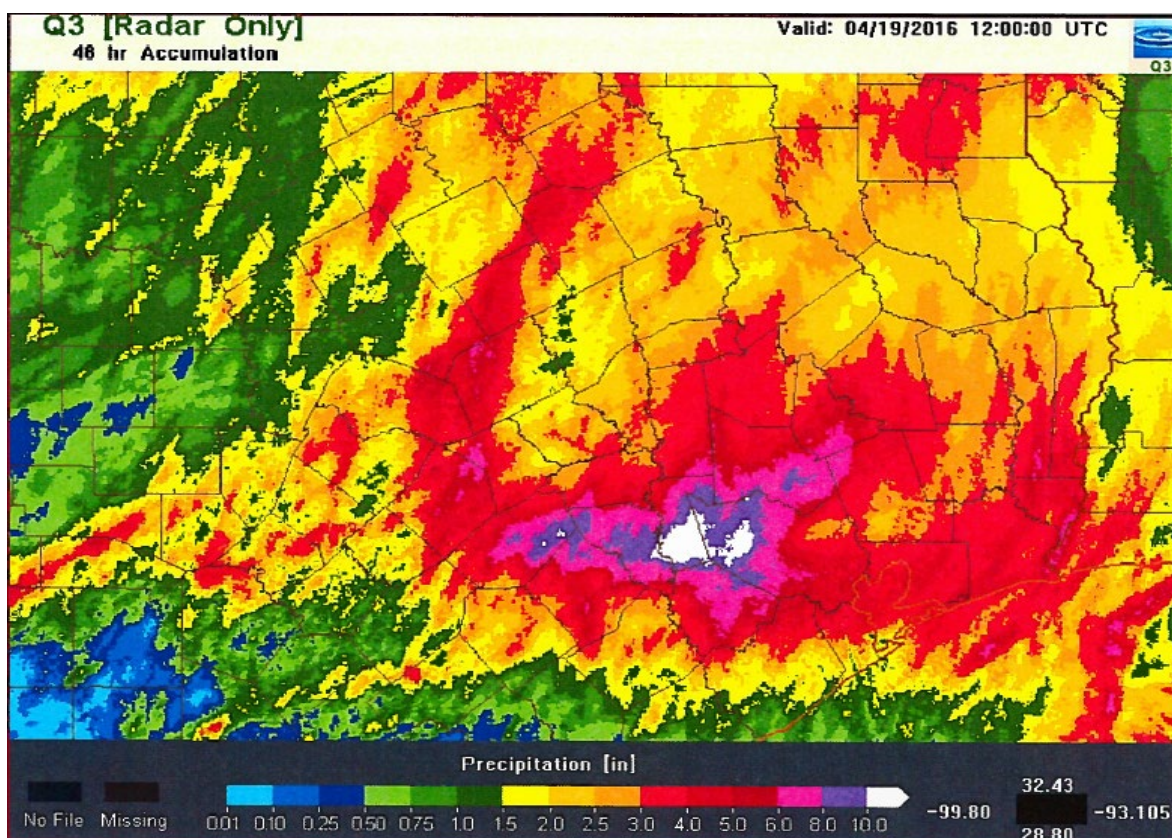 Q3 [Radar Only]
Valid: 04/19/2016 12:00:00 UTC
48 hr Accumulation
Q3
Precipitation [in]
No File
Missing
0.01 0.10 0.25 0.50 0.75 1.0 1.5 2.0 2.5 3.0 4.0 5.0 6.0 8.0 10.0
32.43
-99.80
-93.105
28.80